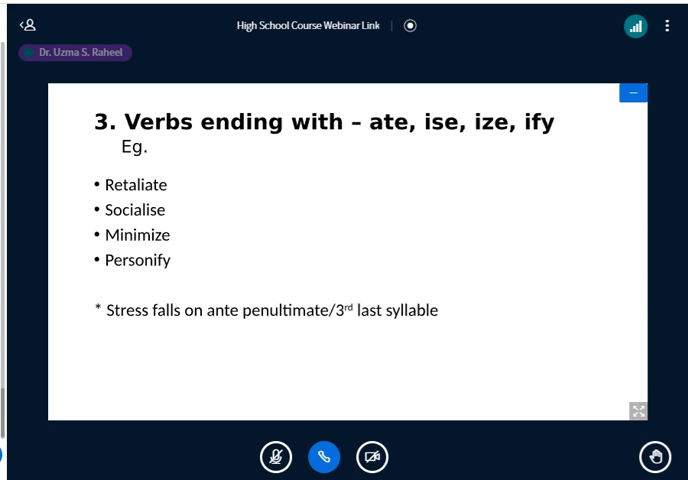 High School Course Webinar Link
Dr. Uzma S. Raheel
3. Verbs ending with – ate, ise, ize, ify
Eg.
• Retaliate
• Socialise
• Minimize
• Personify
* Stress falls on ante penultimate/3rd last syllable